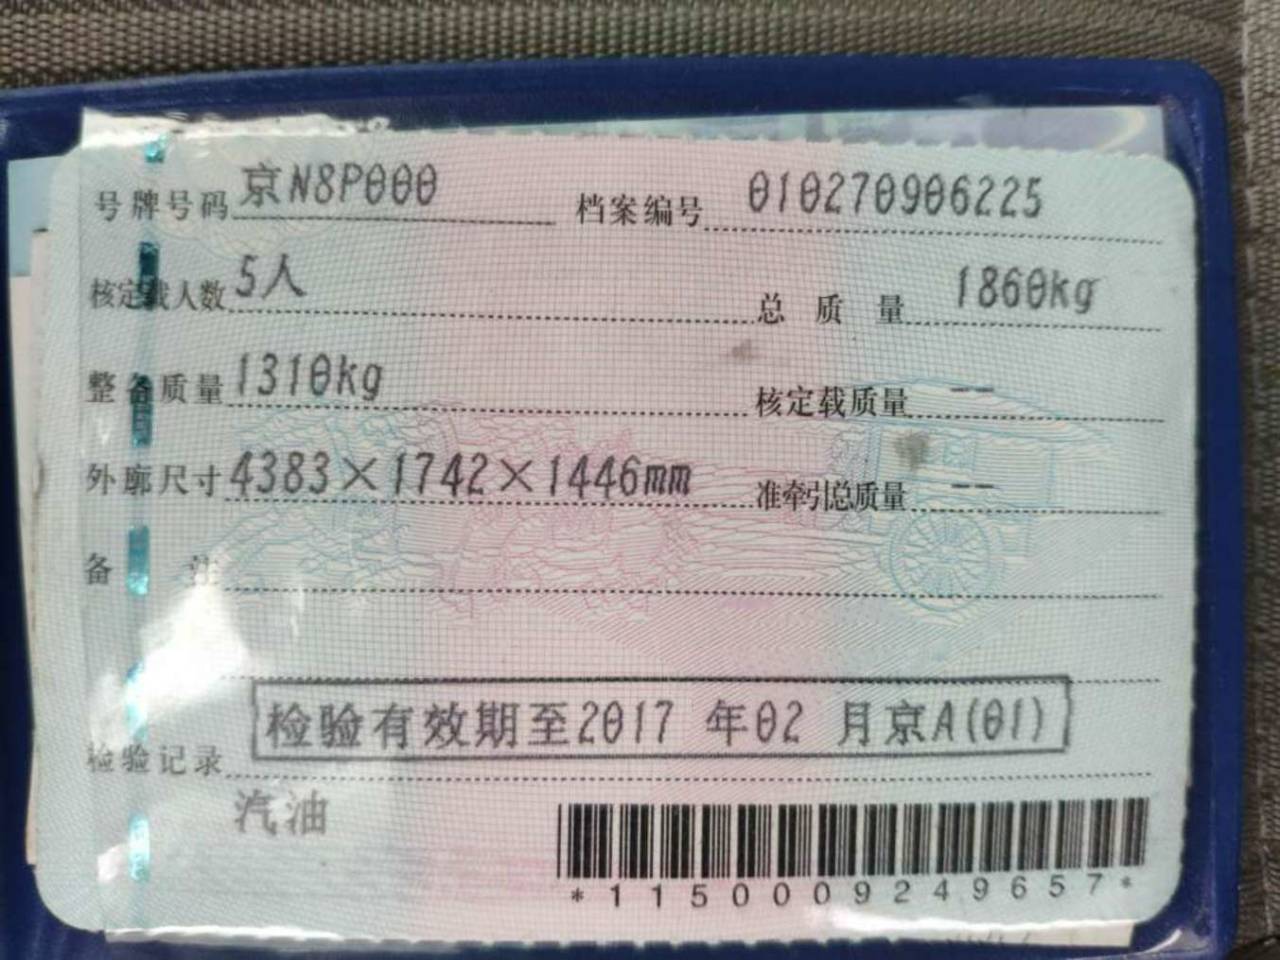 号牌号码 京N8P000 档案编号 010270906225
核定载人数 5人 总质量 1860kg
整备质量 1310kg 核定载质量 --
外廓尺寸 4383×1742×1446mm 准牵引总质量 --
备注
检验有效期至2017 年02 月京A(01)
检验记录
汽油
*1150009249657*